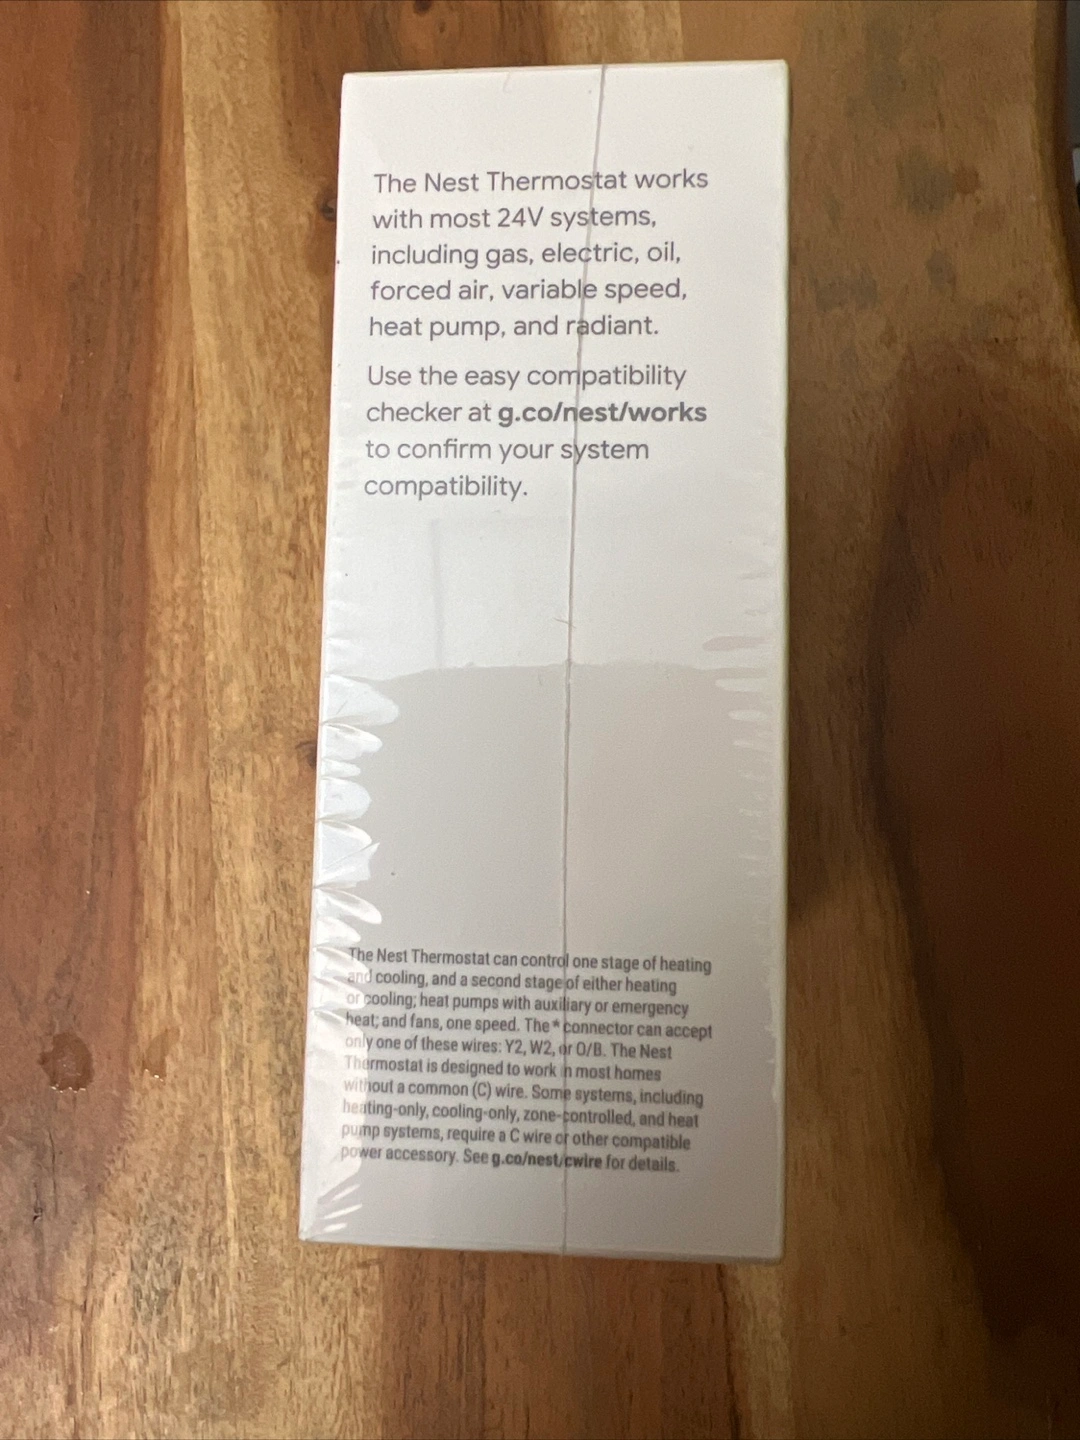 The Nest Thermostat works
with most 24V systems,
including gas, electric, oil,
forced air, variable speed,
heat pump, and radiant.
Use the easy compatibility
checker at g.co/nest/works
to confirm your system
compatibility.
The Nest Thermostat can control one stage of heating
and cooling, and a second stage of either heating
or cooling; heat pumps with auxiliary or emergency
heat; and fans, one speed. The * connector can accept
only one of these wires: Y2, W2, or O/B. The Nest
Thermostat is designed to work in most homes
without a common (C) wire. Some systems, including
heating-only, cooling-only, zone-controlled, and heat
pump systems, require a C wire or other compatible
power accessory. See g.co/nest/cwire for details.